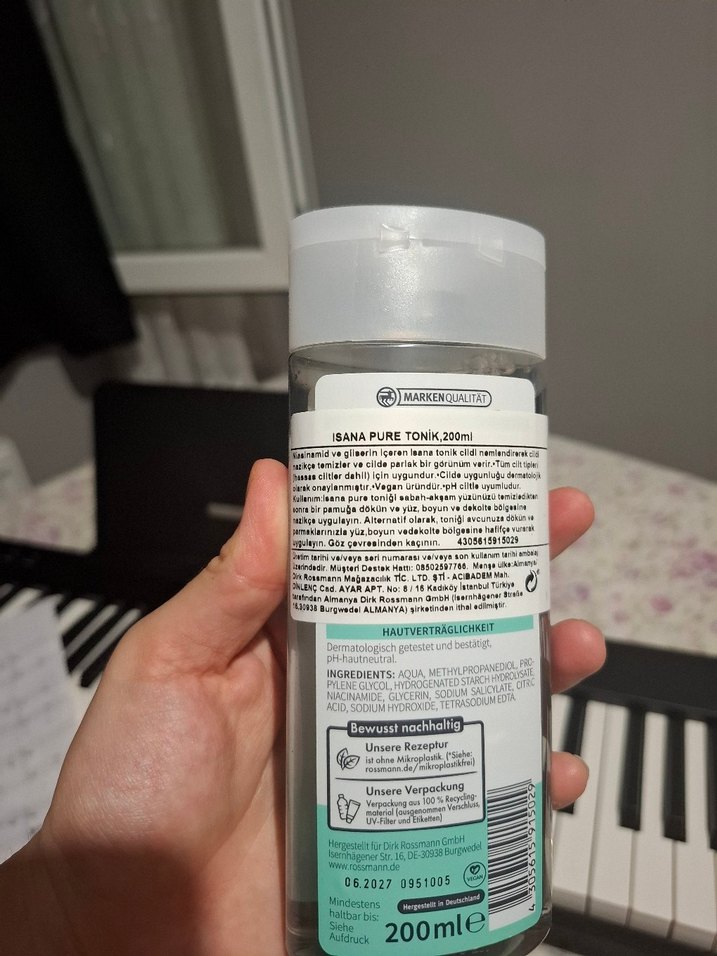 MARKENQUALITÄT
ISANA PURE TONİK,200ml
Niasinamid ve gliserin içeren Isana tonik cildi nemlendirerek cildi
nazikçe temizler ve cilde parlak bir görünüm verir.•Tüm cilt tipleri
(hassas ciltler dahil) için uygundur.•Cilde uygunluğu dermatolojik
olarak onaylanmıştır.•Vegan üründür.•pH ciltle uyumludur.
Kullanım:Isana pure toniği sabah-akşam yüzünüzü temizledikten
sonra bir pamuğa dökün ve yüz, boyun ve dekolte bölgesine
nazikçe uygulayın. Alternatif olarak, toniği avcunuza dökün ve
parmaklarınızla yüz,boyun vedekolte bölgesine hafifçe vurarak
uygulayın. Göz çevresinden kaçının. 4305615915029
Üretim tarihi ve/veya seri numarası ve/veya son kullanım tarihi ambalaj
üzerindedir. Müşteri Destek Hattı: 08502597766. Menşe ülke:Almanya
Dirk Rossmann Mağazacılık TİC. LTD. ŞTİ - ACIBADEM Mah.
DİNLENÇ Cad. AYAR APT. No: 8 / 16 Kadıköy İstanbul Türkiye
tarafından Almanya Dirk Rossmann GmbH (Isernhägener Straße
16,30938 Burgwedel ALMANYA) şirketinden ithal edilmiştir.
HAUTVERTRÄGLICHKEIT
Dermatologisch getestet und bestätigt,
pH-hautneutral.
INGREDIENTS: AQUA, METHYLPROPANEDIOL, PRO-
PYLENE GLYCOL, HYDROGENATED STARCH HYDROLYSATE,
NIACINAMIDE, GLYCERIN, SODIUM SALICYLATE, CITRIC
ACID, SODIUM HYDROXIDE, TETRASODIUM EDTA.
Bewusst nachhaltig
Unsere Rezeptur
ist ohne Mikroplastik. (*Siehe:
rossmann.de/mikroplastikfrei)
Unsere Verpackung
Verpackung aus 100 % Recycling-
material (ausgenommen Verschluss,
UV-Filter und Etiketten)
Hergestellt für Dirk Rossmann GmbH
Isernhägener Str. 16, DE-30938 Burgwedel
www.rossmann.de
06.2027 0951005
VEGAN
Mindestens
haltbar bis:
Siehe
Aufdruck
Hergestellt in Deutschland
200 ml e
4 305615 915029